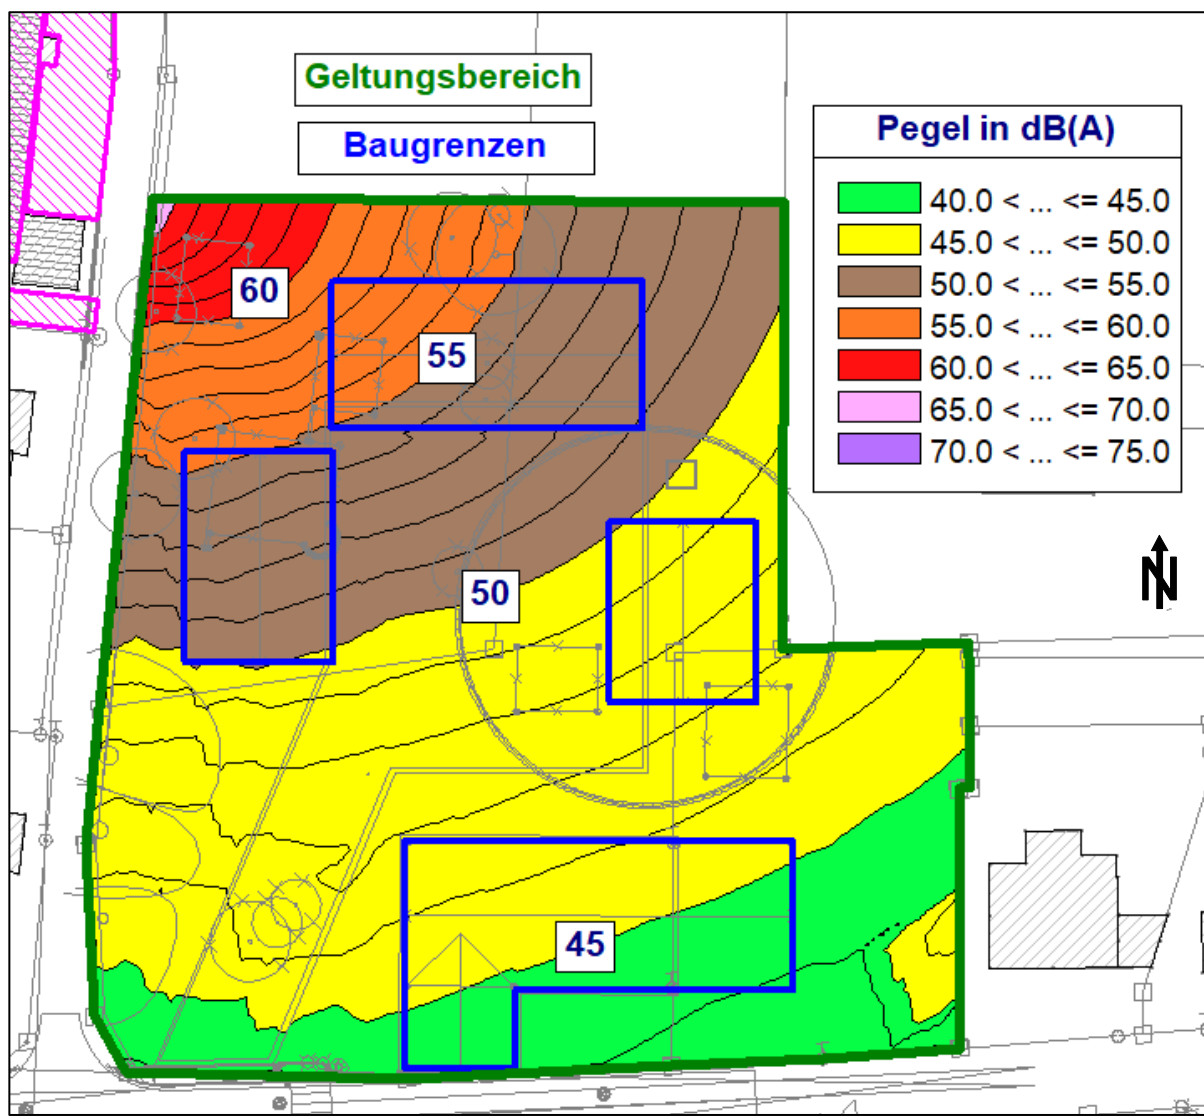 Geltungsbereich
Baugrenzen
Pegel in dB(A)
40.0 < ... <= 45.0
45.0 < ... <= 50.0
50.0 < ... <= 55.0
55.0 < ... <= 60.0
60.0 < ... <= 65.0
65.0 < ... <= 70.0
70.0 < ... <= 75.0
60
55
50
45
N